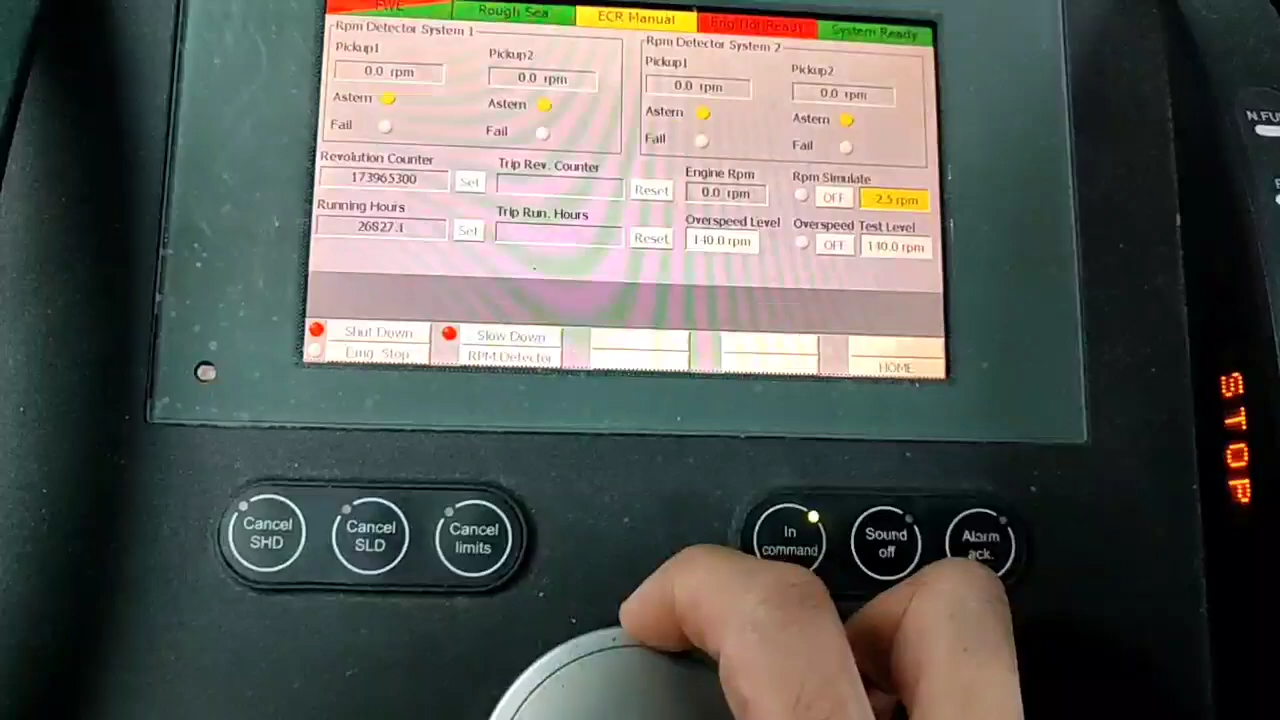 FWE Rough Sea ECR Manual Eng Not Ready System Ready
Rpm Detector System 1
Rpm Detector System 2
Pickup1 Pickup2 Pickup1 Pickup2
0.0 rpm 0.0 rpm 0.0 rpm 0.0 rpm
Astern Astern Astern Astern
Fail Fail Fail Fail
Revolution Counter Trip Rev. Counter Engine Rpm Rpm Simulate
173965300 Set Reset 0.0 rpm OFF -2.5 rpm
Running Hours Trip Run. Hours Overspeed Level Overspeed Test Level
26827.1 Set Reset 140.0 rpm OFF 140.0 rpm
Shut Down Slow Down
Emg. Stop RPM Detector HOME
Cancel SHD
Cancel SLD
Cancel limits
In command
Sound off
Alarm ack.
N.FU
STOP